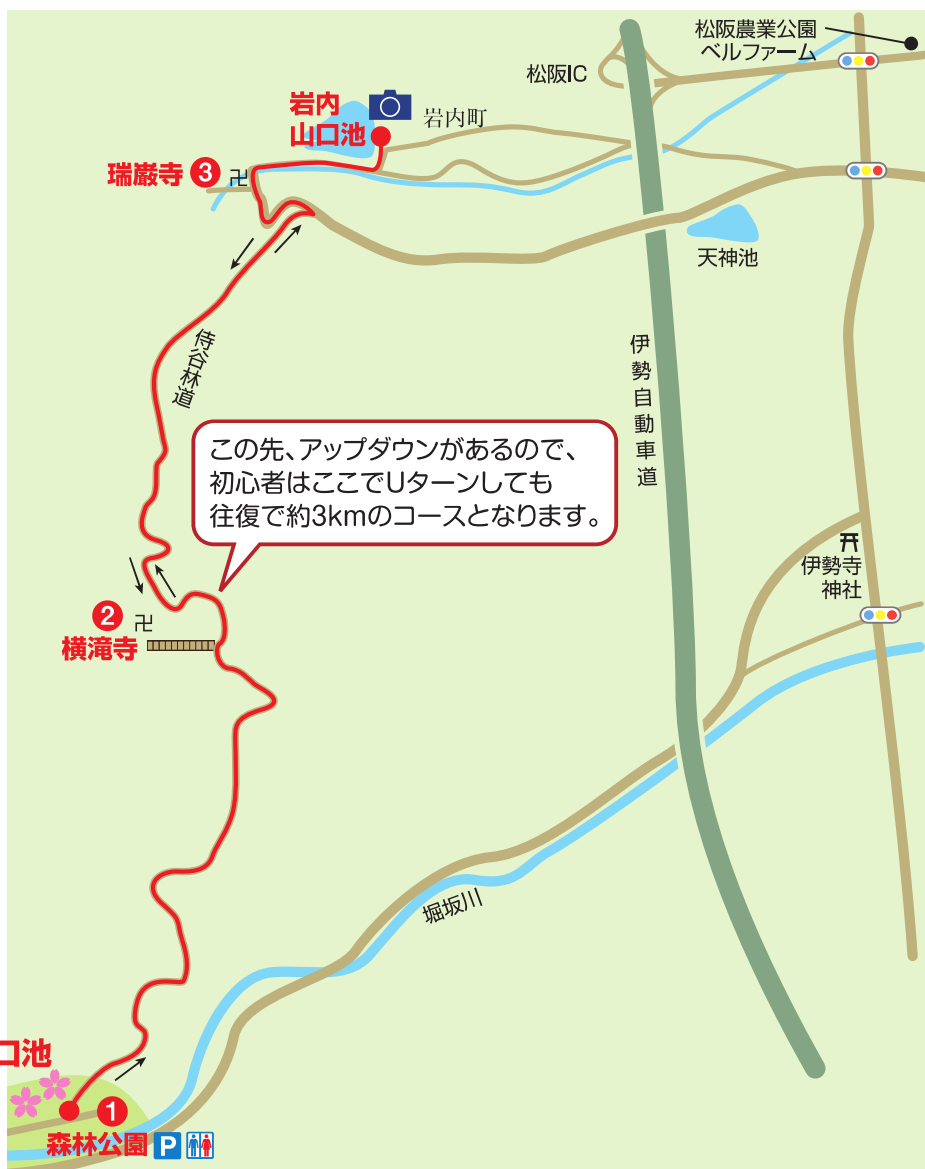 松阪農業公園
ベルファーム
松阪IC
岩内
山口池
岩内町
瑞巌寺 3
天神池
侍谷林道
伊勢自動車道
この先、アップダウンがあるので、
初心者はここでUターンしても
往復で約3kmのコースとなります。
伊勢寺
神社
2
横滝寺
堀坂川
口池
1
森林公園 P